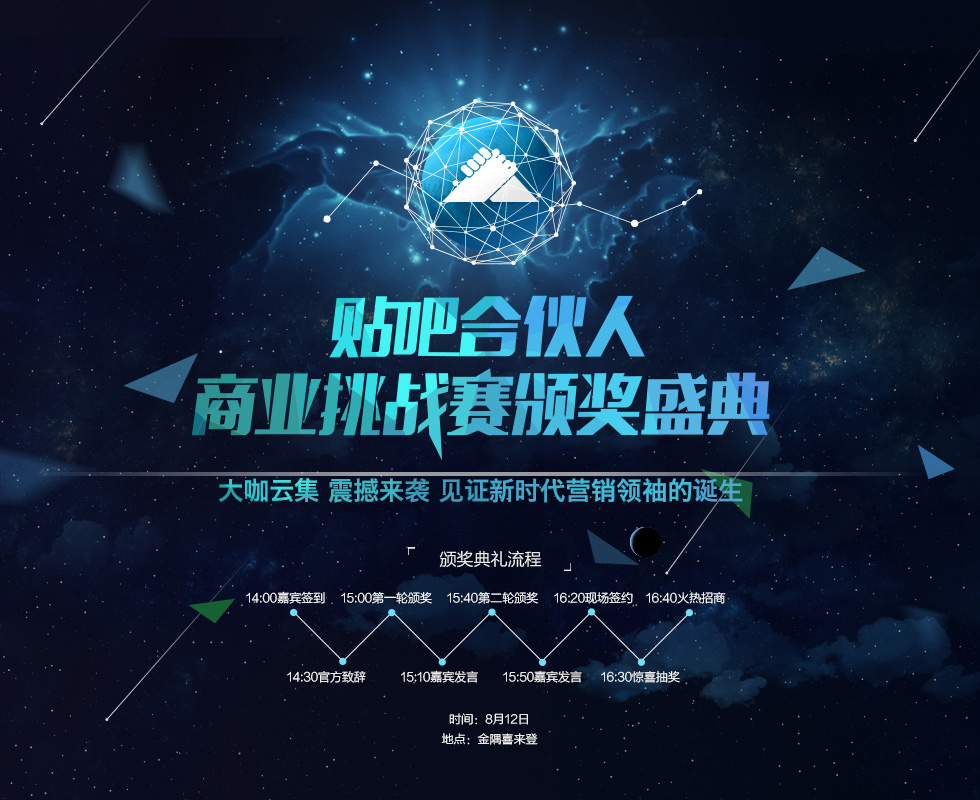 贴吧合伙人
商业挑战赛颁奖盛典
大咖云集 震撼来袭 见证新时代营销领袖的诞生
颁奖典礼流程
14:00嘉宾签到 15:00第一轮颁奖 15:40第二轮颁奖 16:20现场签约 16:40火热招商
14:30官方致辞 15:10嘉宾发言 15:50嘉宾发言 16:30惊喜抽奖
时间：8月12日
地点：金隅喜来登